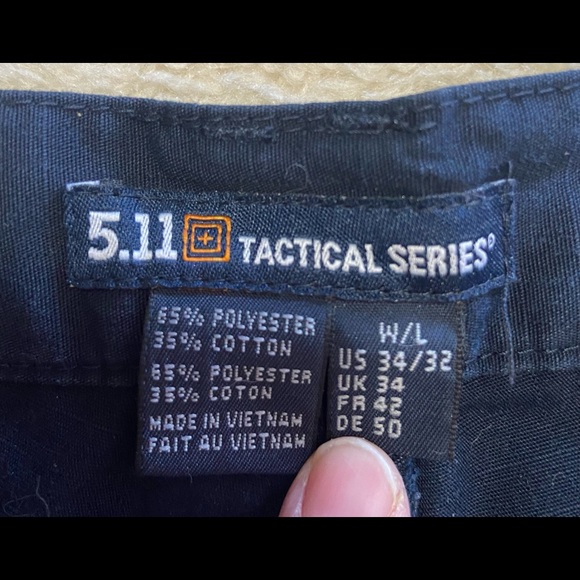 5.11 TACTICAL SERIES®
65% POLYESTER
35% COTTON
65% POLYESTER
35% COTON
MADE IN VIETNAM
FAIT AU VIETNAM
W/L
US 34/32
UK 34
FR 42
DE 50